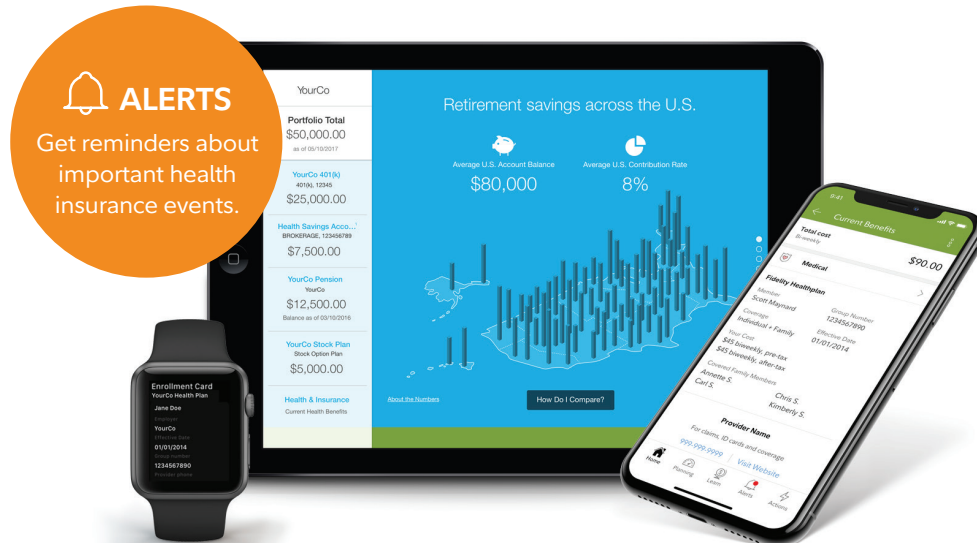 ALERTS
Get reminders about
important health
insurance events.
YourCo
Portfolio Total
$50,000.00
as of 05/10/2017
YourCo 401(k)
401(k), 12345
$25,000.00
Health Savings Acco...
BROKERAGE, 123456789
$7,500.00
YourCo Pension
YourCo
$12,500.00
Balance as of 03/10/2016
YourCo Stock Plan
Stock Option Plan
$5,000.00
Health & Insurance
Current Health Benefits
Retirement savings across the U.S.
Average U.S. Account Balance
$80,000
Average U.S. Contribution Rate
8%
About the Numbers
How Do I Compare?
Enrollment Card
YourCo Health Plan
Jane Doe
Employer
YourCo
Effective Date
01/01/2014
Group number
1234567890
Provider phone
9:41
Current Benefits
Total cost
Bi-weekly
$90.00
Medical
Fidelity Healthplan
Member
Scott Maynard
Group Number
1234567890
Coverage
Individual + Family
Effective Date
01/01/2014
Your Cost
$45 biweekly, pre-tax
$45 biweekly, after-tax
Covered Family Members
Annette S.
Chris S.
Carl S.
Kimberly S.
Provider Name
For claims, ID cards and coverage
999.999.9999
Visit Website
Home
Planning
Learn
Alerts
Actions